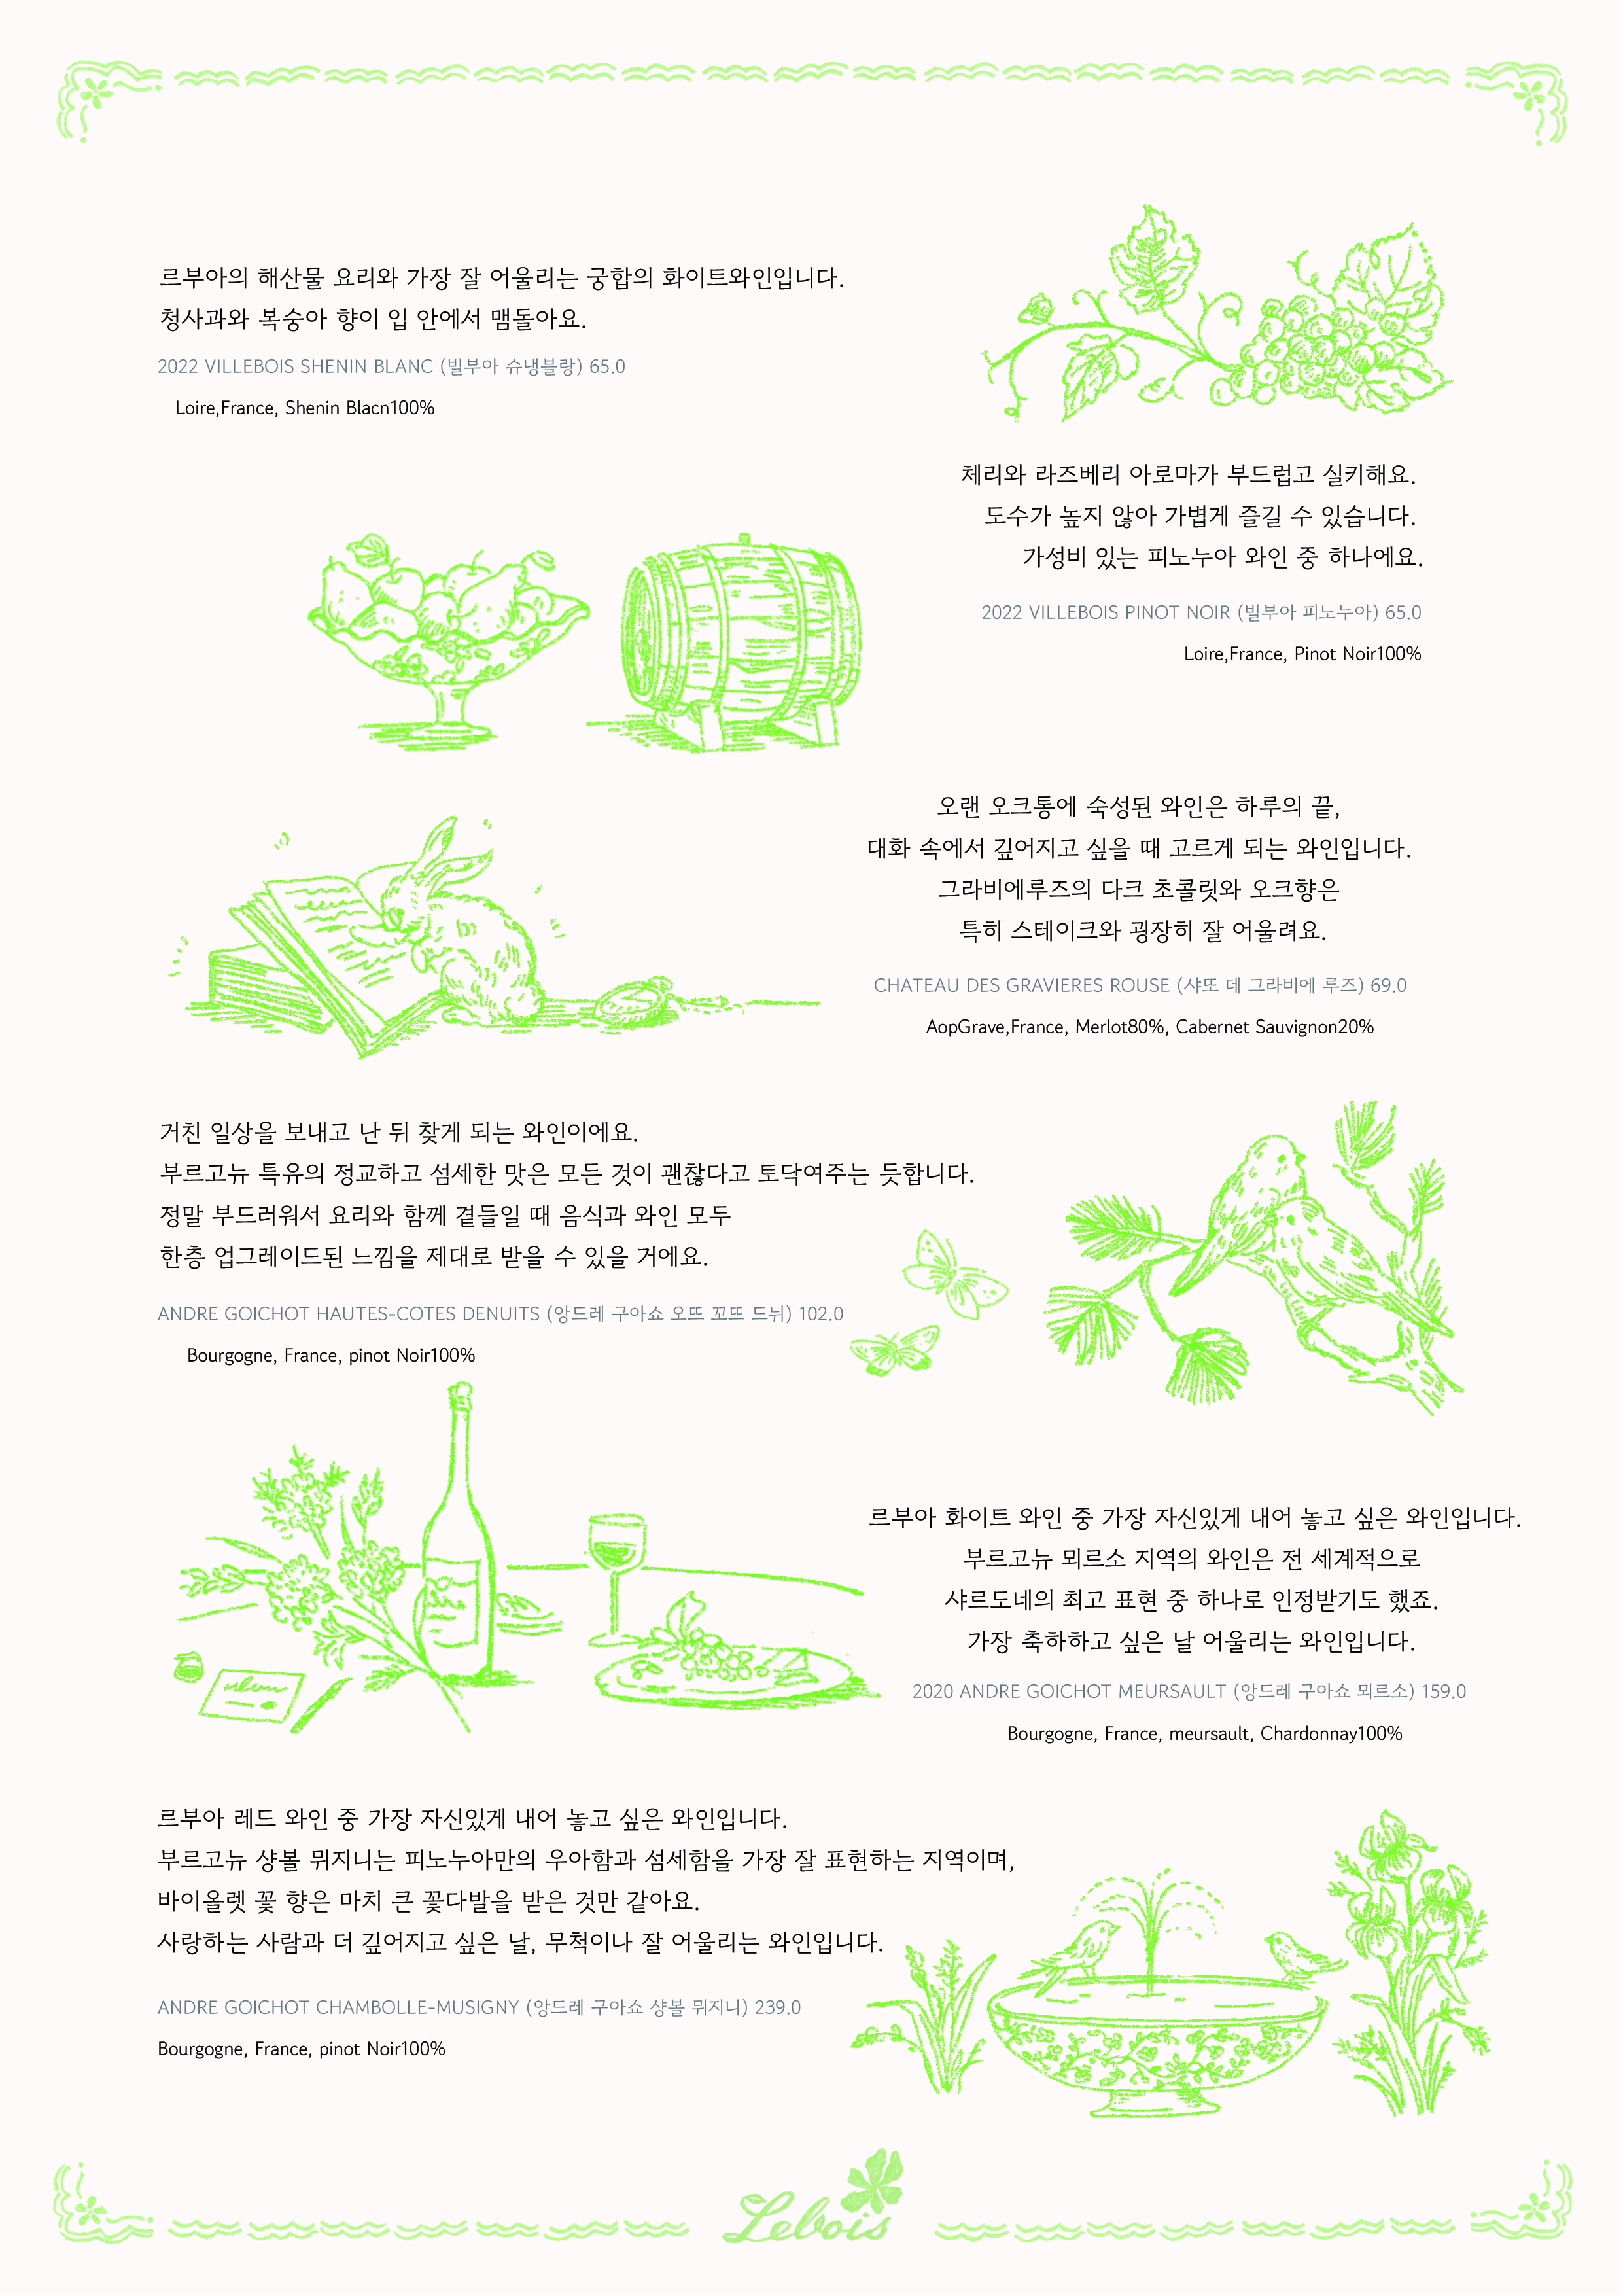 르부아의 해산물 요리와 가장 잘 어울리는 궁합의 화이트와인입니다.
청사과와 복숭아 향이 입 안에서 맴돌아요.
2022 VILLEBOIS SHENIN BLANC (빌부아 슈냉블랑) 65.0
Loire,France, Shenin Blacn100%
체리와 라즈베리 아로마가 부드럽고 실키해요.
도수가 높지 않아 가볍게 즐길 수 있습니다.
가성비 있는 피노누아 와인 중 하나에요.
2022 VILLEBOIS PINOT NOIR (빌부아 피노누아) 65.0
Loire,France, Pinot Noir100%
오랜 오크통에 숙성된 와인은 하루의 끝,
대화 속에서 깊어지고 싶을 때 고르게 되는 와인입니다.
그라비에루즈의 다크 초콜릿와 오크향은
특히 스테이크와 굉장히 잘 어울려요.
CHATEAU DES GRAVIERES ROUSE (샤또 데 그라비에 루즈) 69.0
AopGrave,France, Merlot80%, Cabernet Sauvignon20%
거친 일상을 보내고 난 뒤 찾게 되는 와인이에요.
부르고뉴 특유의 정교하고 섬세한 맛은 모든 것이 괜찮다고 토닥여주는 듯합니다.
정말 부드러워서 요리와 함께 곁들일 때 음식과 와인 모두
한층 업그레이드된 느낌을 제대로 받을 수 있을 거에요.
ANDRE GOICHOT HAUTES-COTES DENUITS (앙드레 구아쇼 오뜨 꼬뜨 드뉘) 102.0
Bourgogne, France, pinot Noir100%
르부아 화이트 와인 중 가장 자신있게 내어 놓고 싶은 와인입니다.
부르고뉴 뫼르소 지역의 와인은 전 세계적으로
샤르도네의 최고 표현 중 하나로 인정받기도 했죠.
가장 축하하고 싶은 날 어울리는 와인입니다.
2020 ANDRE GOICHOT MEURSAULT (앙드레 구아쇼 뫼르소) 159.0
Bourgogne, France, meursault, Chardonnay100%
르부아 레드 와인 중 가장 자신있게 내어 놓고 싶은 와인입니다.
부르고뉴 샹볼 뮈지니는 피노누아만의 우아함과 섬세함을 가장 잘 표현하는 지역이며,
바이올렛 꽃 향은 마치 큰 꽃다발을 받은 것만 같아요.
사랑하는 사람과 더 깊어지고 싶은 날, 무척이나 잘 어울리는 와인입니다.
ANDRE GOICHOT CHAMBOLLE-MUSIGNY (앙드레 구아쇼 샹볼 뮈지니) 239.0
Bourgogne, France, pinot Noir100%
Lebois